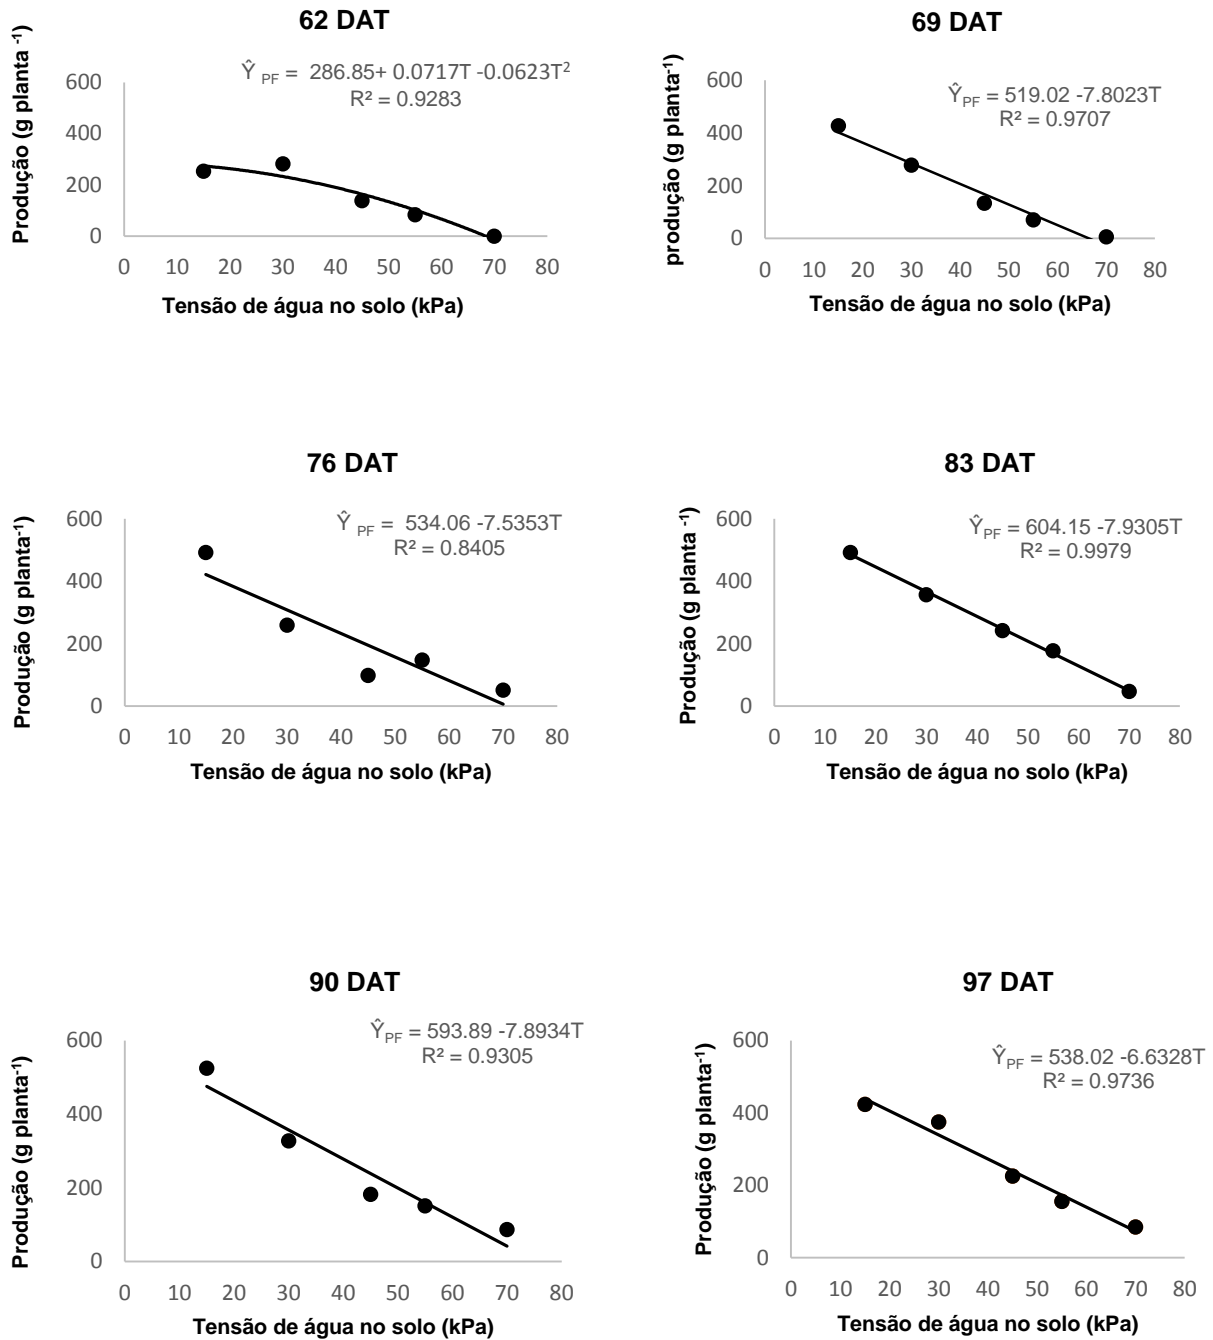 62 DAT
Ŷ PF = 286.85+ 0.0717T -0.0623T²
R² = 0.9283
Produção (g planta -1)
600
400
200
0
0 10 20 30 40 50 60 70 80
Tensão de água no solo (kPa)
69 DAT
ŶPF = 519.02 -7.8023T
R² = 0.9707
produção (g planta-1)
600
400
200
0
0 10 20 30 40 50 60 70 80
Tensão de água no solo (kPa)
76 DAT
Ŷ PF = 534.06 -7.5353T
R² = 0.8405
Produção (g planta-1)
600
400
200
0
0 10 20 30 40 50 60 70 80
Tensão de água no solo (kPa)
83 DAT
ŶPF = 604.15 -7.9305T
R² = 0.9979
Produção (g planta -1)
600
400
200
0
0 10 20 30 40 50 60 70 80
Tensão de água no solo (kPa)
90 DAT
ŶPF = 593.89 -7.8934T
R² = 0.9305
Produção (g planta-1)
600
400
200
0
0 10 20 30 40 50 60 70 80
Tensão de água no solo (kPa)
97 DAT
ŶPF = 538.02 -6.6328T
R² = 0.9736
Produção (g planta-1)
600
400
200
0
0 10 20 30 40 50 60 70 80
Tensão de água no solo (kPa)